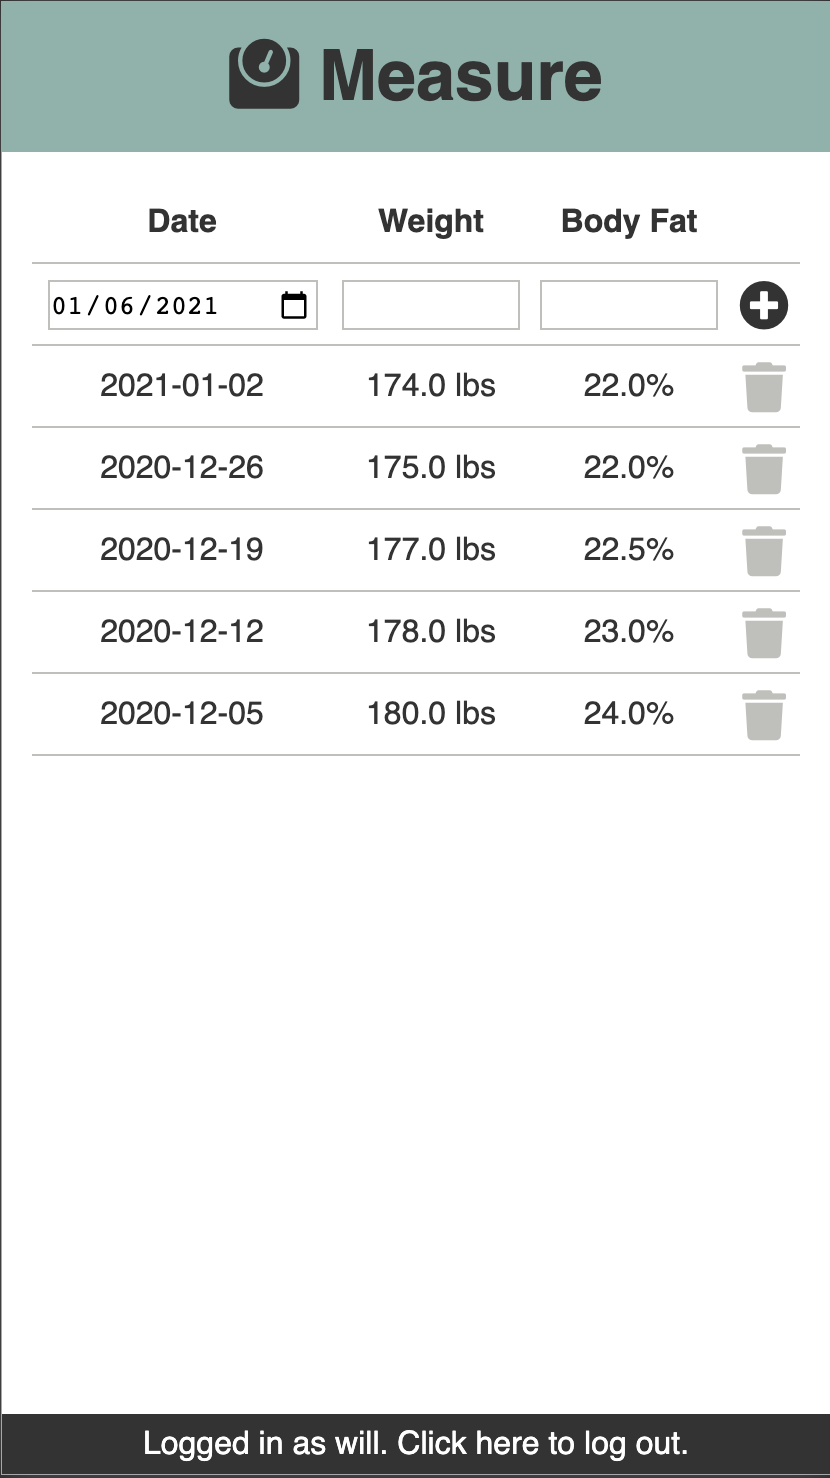 Measure
Date Weight Body Fat
01/06/2021
2021-01-02 174.0 lbs 22.0%
2020-12-26 175.0 lbs 22.0%
2020-12-19 177.0 lbs 22.5%
2020-12-12 178.0 lbs 23.0%
2020-12-05 180.0 lbs 24.0%
Logged in as will. Click here to log out.